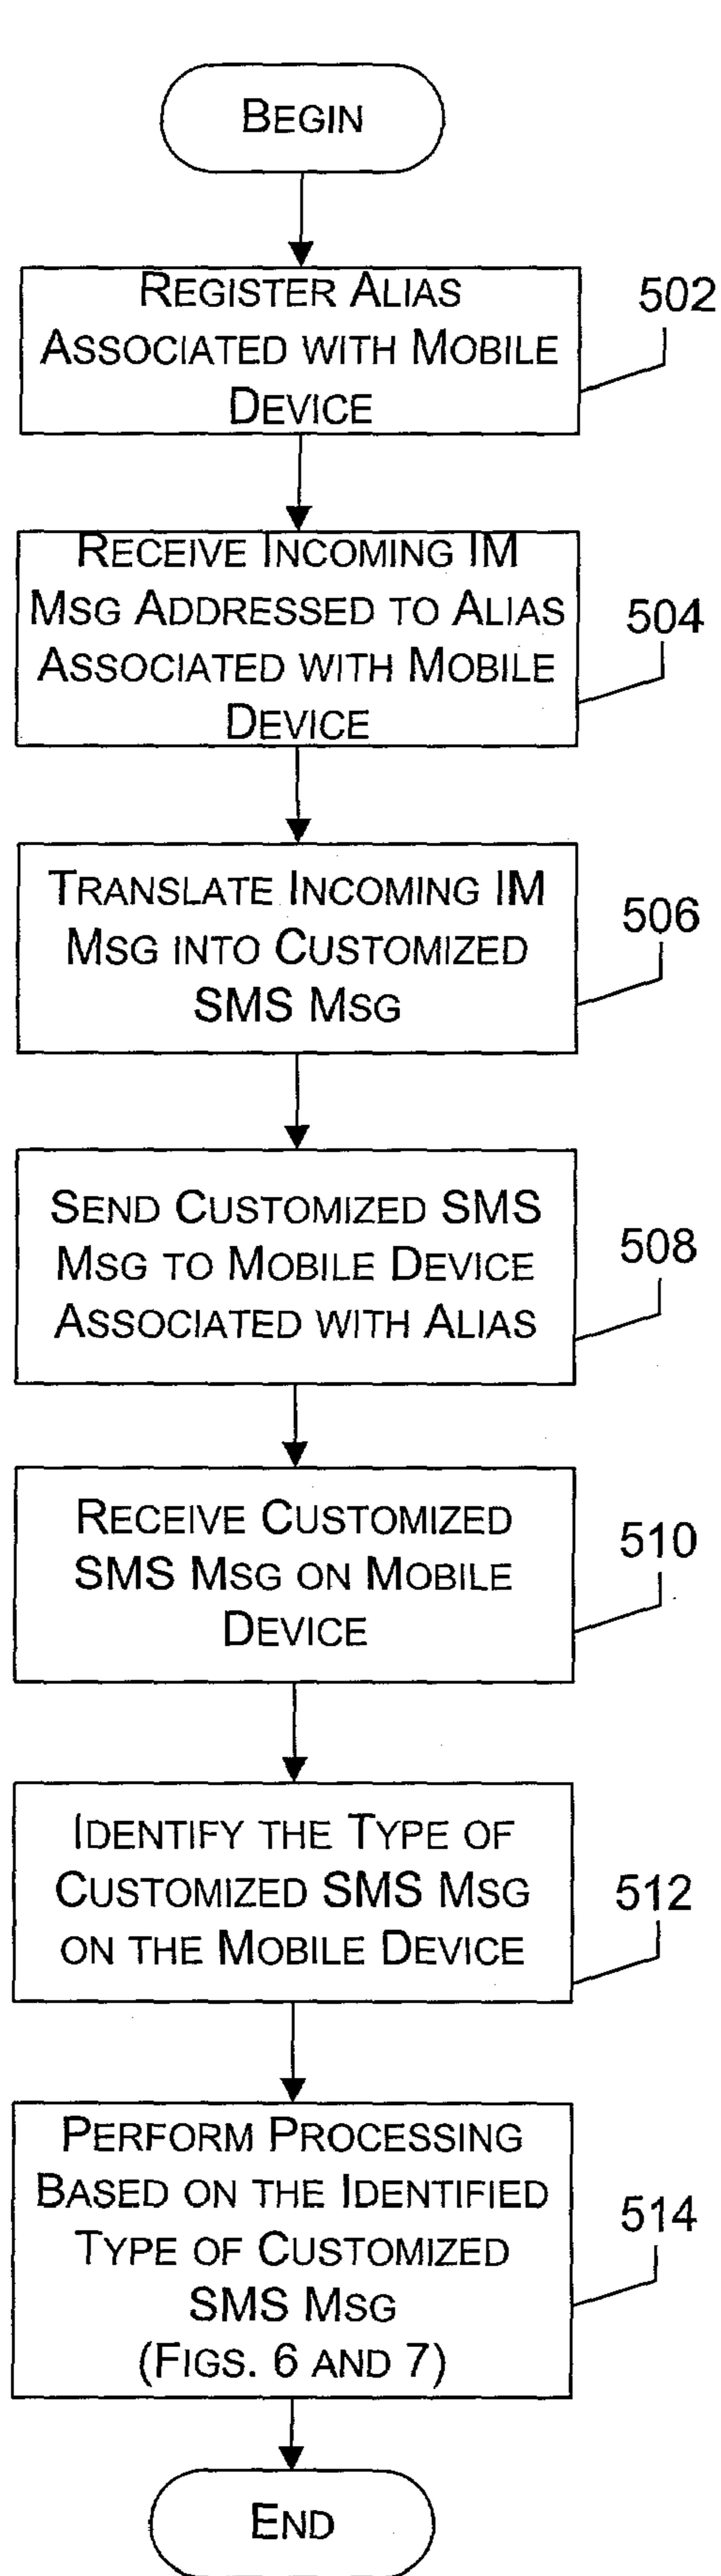 BEGIN
REGISTER ALIAS
ASSOCIATED WITH MOBILE
DEVICE
502
RECEIVE INCOMING IM
MSG ADDRESSED TO ALIAS
ASSOCIATED WITH MOBILE
DEVICE
504
TRANSLATE INCOMING IM
MSG INTO CUSTOMIZED
SMS MSG
506
SEND CUSTOMIZED SMS
MSG TO MOBILE DEVICE
ASSOCIATED WITH ALIAS
508
RECEIVE CUSTOMIZED
SMS MSG ON MOBILE
DEVICE
510
IDENTIFY THE TYPE OF
CUSTOMIZED SMS MSG
ON THE MOBILE DEVICE
512
PERFORM PROCESSING
BASED ON THE IDENTIFIED
TYPE OF CUSTOMIZED
SMS MSG
(FIGS. 6 AND 7)
514
END